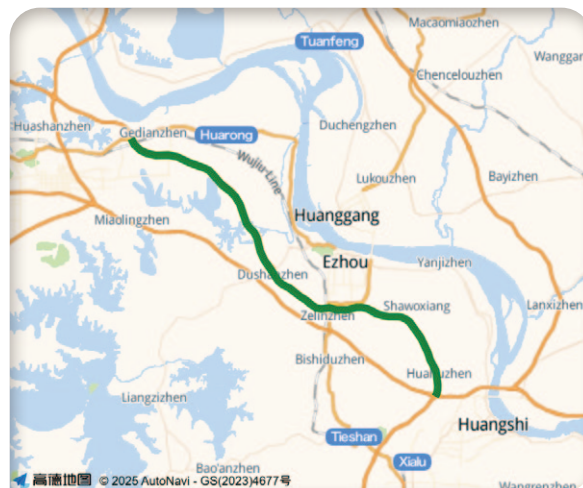 Macaomiaozhen
Tuanfeng
Wanggan
Chencelouzhen
Huashanzhen
Gedianzhen
Huarong
Duchengzhen
Wujiu-Line
Lukouzhen
Bayizhen
Miaolingzhen
Huanggang
Ezhou
Yanjizhen
Dushanzhen
Zelinzhen
Shawoxiang
Lanxizhen
Bishiduzhen
Liangzizhen
Huangshi
Tieshan
Xialu
Bao'anzhen
高德地图 © 2025 AutoNavi - GS(2023)4677号
Wangrenzhen